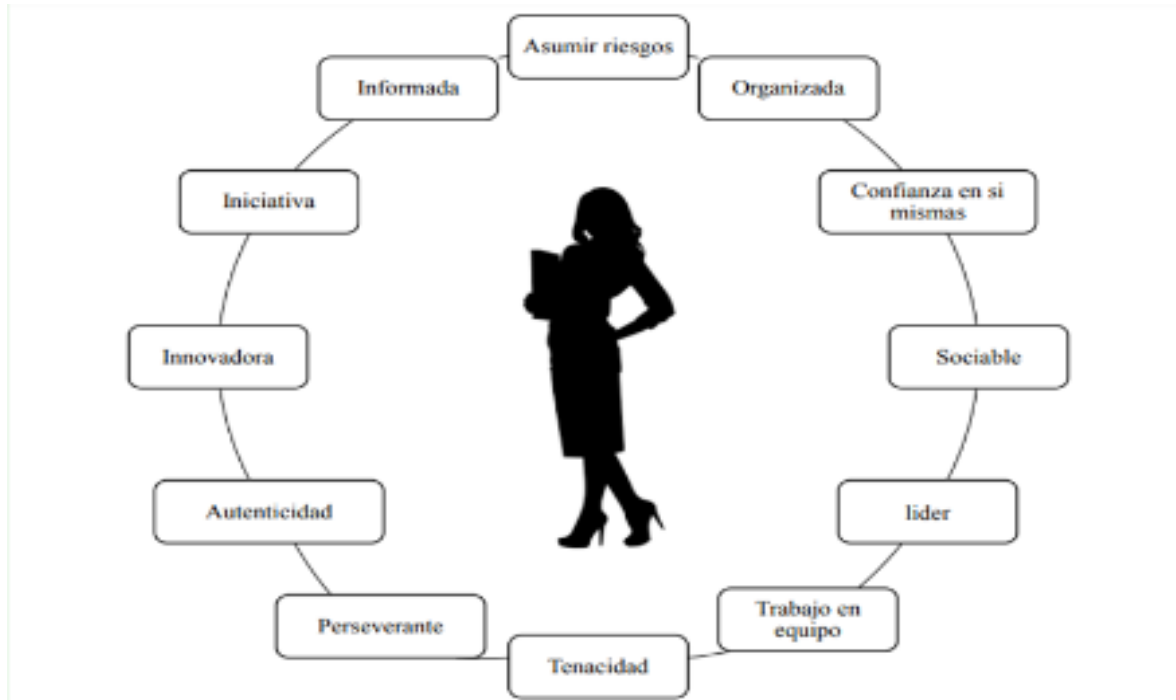 Asumir riesgos
Organizada
Confianza en si
mismas
Sociable
lider
Trabajo en
equipo
Tenacidad
Perseverante
Autenticidad
Innovadora
Iniciativa
Informada